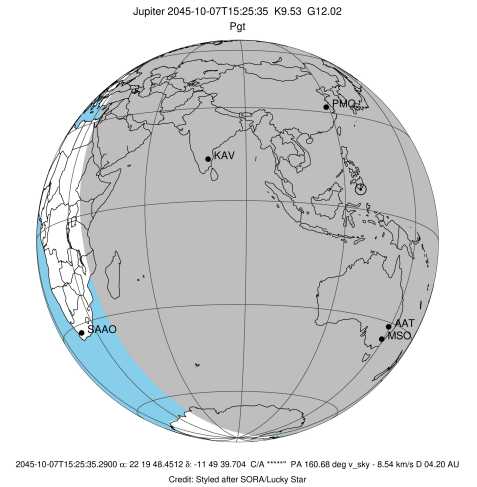 Jupiter 2045-10-07T15:25:35  K9.53  G12.02
Pgt
PMO
KAV
AAT
MSO
SAAO
2045-10-07T15:25:35.2900 α: 22 19 48.4512 δ: -11 49 39.704  C/A *****"  PA 160.68 deg v_sky - 8.54 km/s D 04.20 AU
Credit: Styled after SORA/Lucky Star